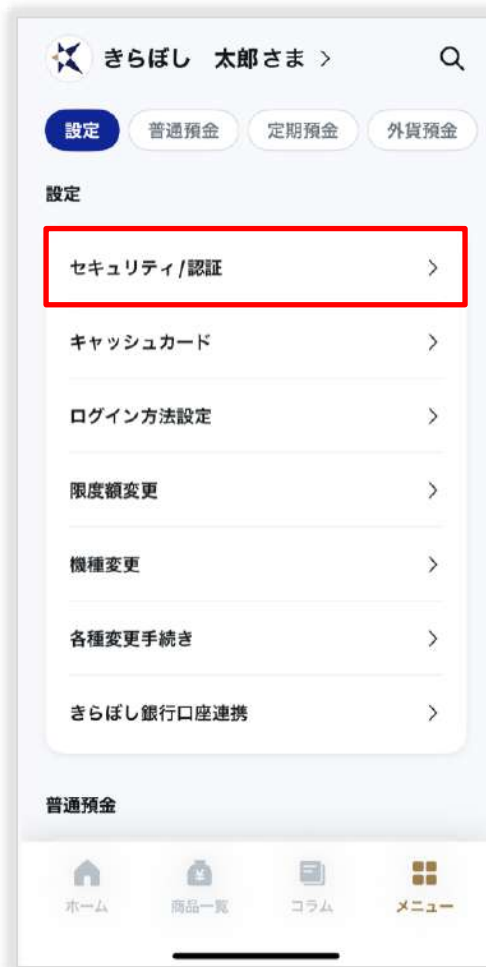 きらぼし 太郎さま >
設定 普通預金 定期預金 外貨預金
設定
セキュリティ/認証
キャッシュカード
ログイン方法設定
限度額変更
機種変更
各種変更手続き
きらぼし銀行口座連携
普通預金
ホーム 商品一覧 コラム メニュー